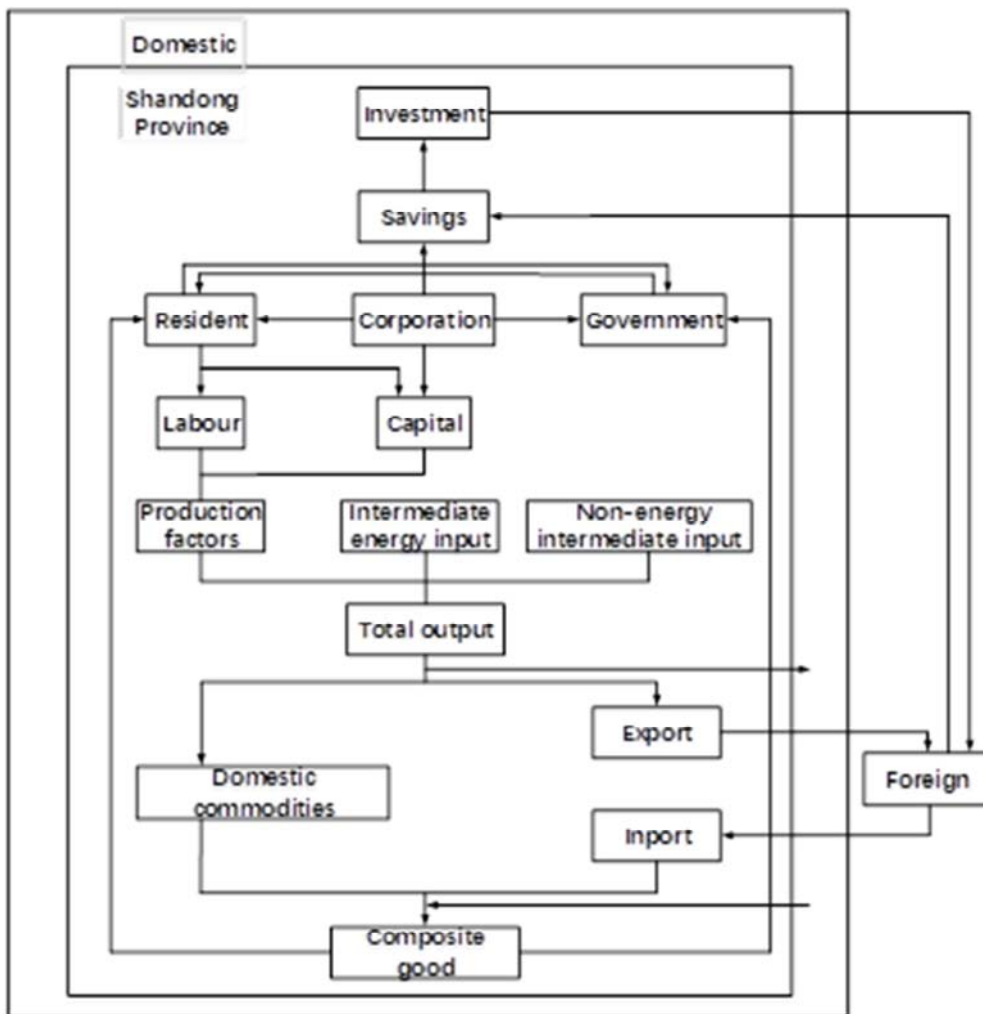 Domestic
Shandong
Province
Investment
Savings
Resident
Corporation
Government
Labour
Capital
Production
factors
Intermediate
energy input
Non-energy
intermediate input
Total output
Export
Domestic
commodities
Foreign
Inport
Composite
good